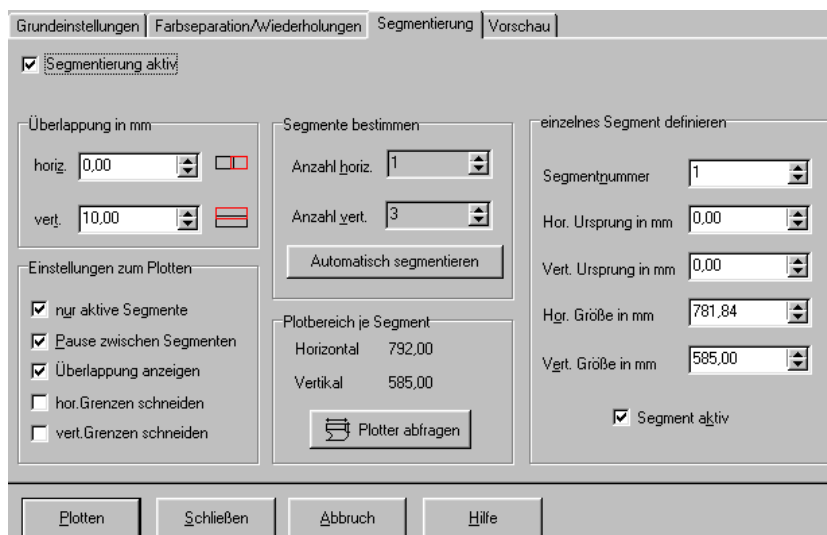 Grundeinstellungen Farbseparation/Wiederholungen Segmentierung Vorschau
Segmentierung aktiv
Überlappung in mm
horiz. 0,00
vert. 10,00
Einstellungen zum Plotten
nur aktive Segmente
Pause zwischen Segmenten
Überlappung anzeigen
hor.Grenzen schneiden
vert.Grenzen schneiden
Segmente bestimmen
Anzahl horiz. 1
Anzahl vert. 3
Automatisch segmentieren
Plotbereich je Segment
Horizontal 792,00
Vertikal 585,00
Plotter abfragen
einzelnes Segment definieren
Segmentnummer 1
Hor. Ursprung in mm 0,00
Vert. Ursprung in mm 0,00
Hor. Größe in mm 781,84
Vert. Größe in mm 585,00
Segment aktiv
Plotten Schließen Abbruch Hilfe